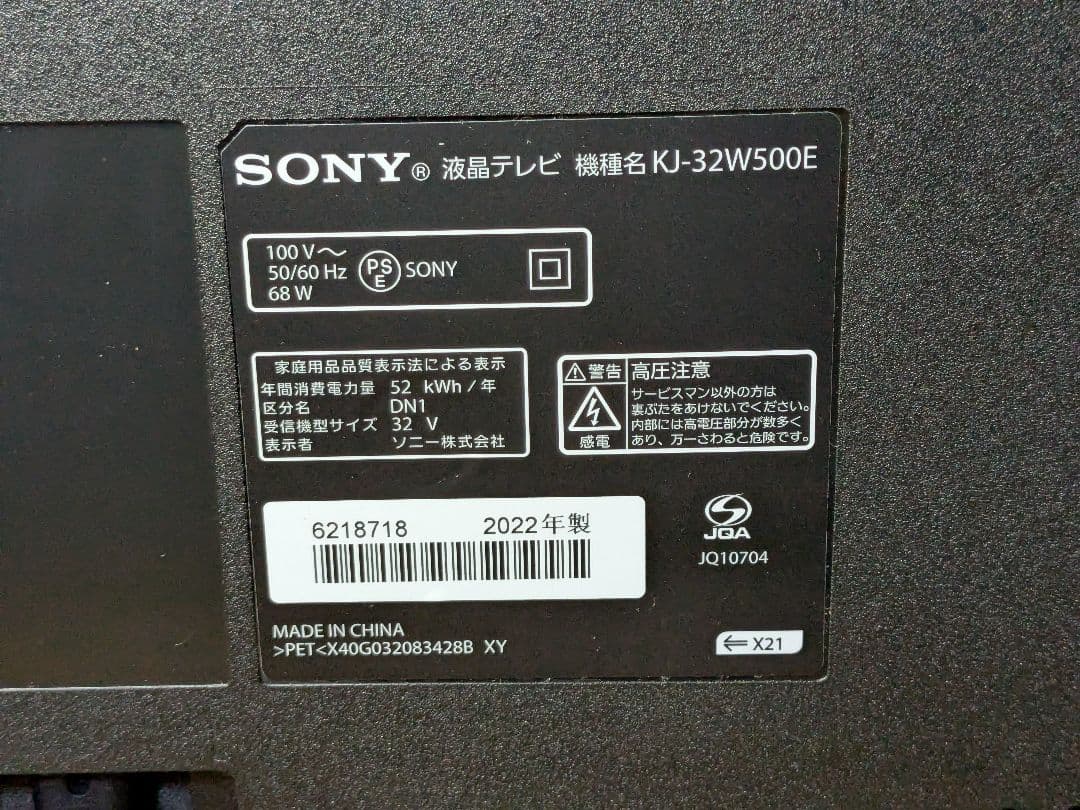 SONY® 液晶テレビ 機種名 KJ-32W500E
100 V～
50/60 Hz
68 W
PSE SONY
家庭用品品質表示法による表示
年間消費電力量 52 kWh / 年
区分名 DN1
受信機型サイズ 32 V
表示者 ソニー株式会社
⚠警告 高圧注意
サービスマン以外の方は
裏ぶたをあけないでください。
内部には高電圧部分が数多く
あり、万一さわると危険です。
感電
6218718 2022年製
JQA
JQ10704
MADE IN CHINA
>PET<X40G032083428B XY
⇐ X21